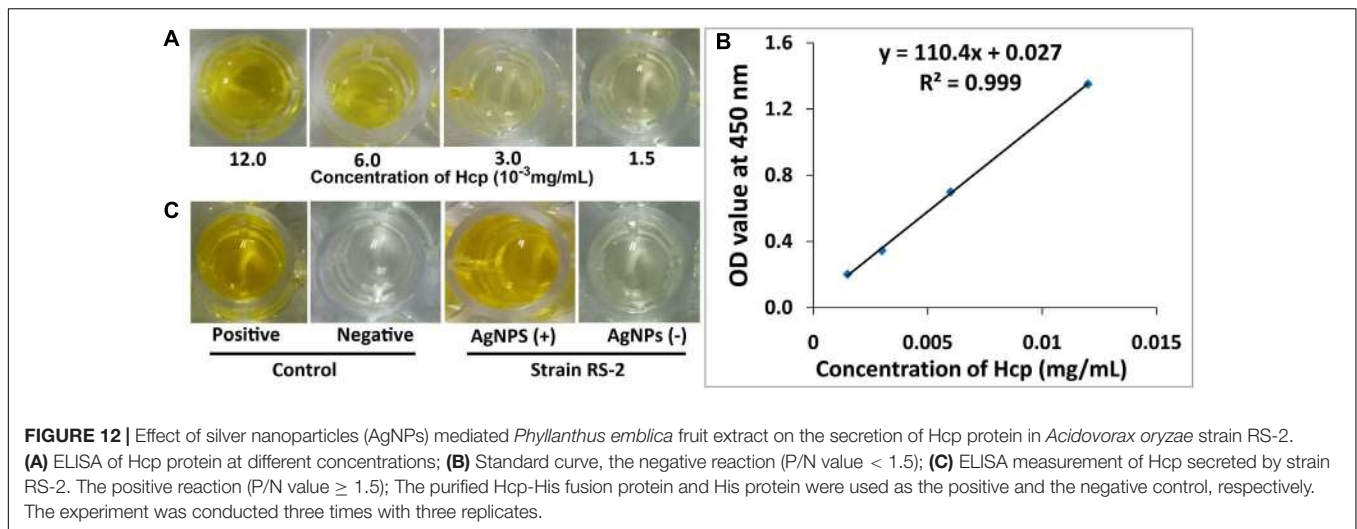 A
12.0 6.0 3.0 1.5
Concentration of Hcp (10⁻³mg/mL)
B
y = 110.4x + 0.027
R² = 0.999
OD value at 450 nm
1.6
1.2
0.8
0.4
0.0
0 0.005 0.01 0.015
Concentration of Hcp (mg/mL)
C
Positive Negative AgNPS (+) AgNPs (-)
Control Strain RS-2
FIGURE 12 | Effect of silver nanoparticles (AgNPs) mediated Phyllanthus emblica fruit extract on the secretion of Hcp protein in Acidovorax oryzae strain RS-2.
(A) ELISA of Hcp protein at different concentrations; (B) Standard curve, the negative reaction (P/N value < 1.5); (C) ELISA measurement of Hcp secreted by strain
RS-2. The positive reaction (P/N value ≥ 1.5); The purified Hcp-His fusion protein and His protein were used as the positive and the negative control, respectively.
The experiment was conducted three times with three replicates.